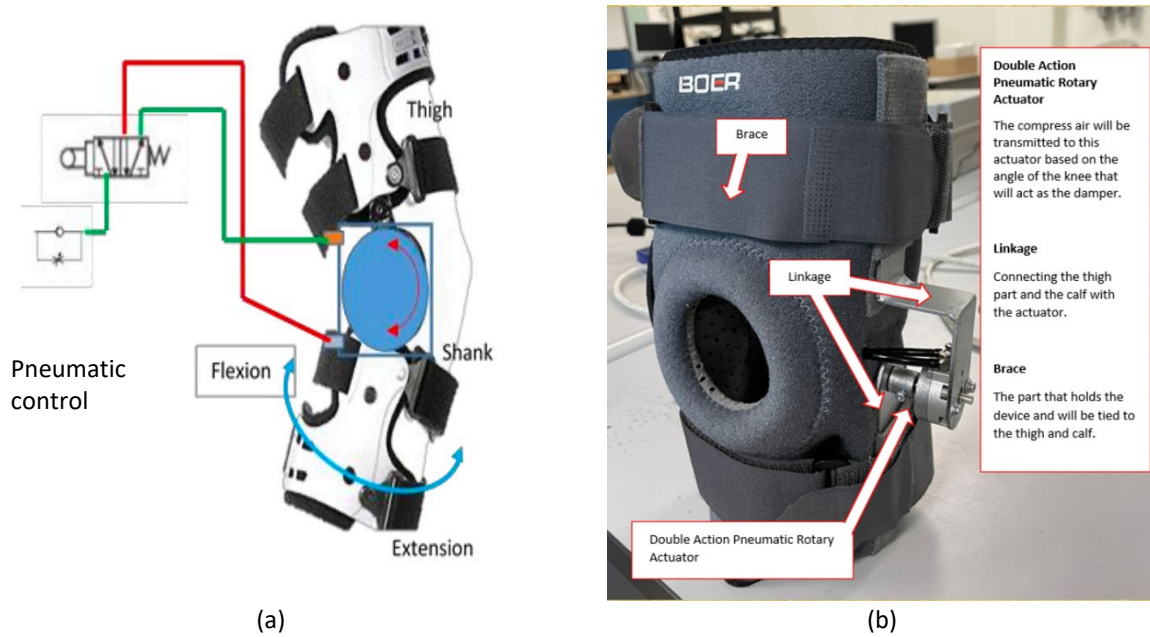 Thigh
Shank
Flexion
Pneumatic
control
Extension
(a)
BOER
Brace
Linkage
Double Action Pneumatic Rotary
Actuator
Double Action
Pneumatic Rotary
Actuator
The compress air will be
transmitted to this
actuator based on the
angle of the knee that
will act as the damper.
Linkage
Connecting the thigh
part and the calf with
the actuator.
Brace
The part that holds the
device and will be tied to
the thigh and calf.
(b)